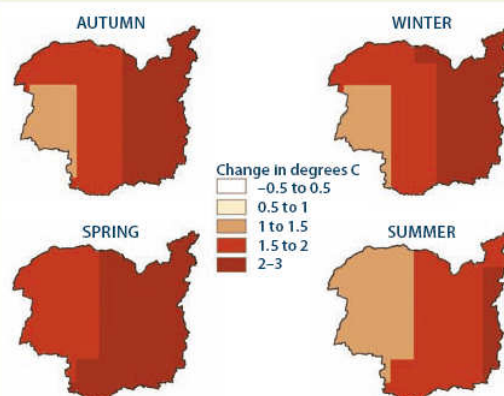 AUTUMN
WINTER
Change in degrees C
–0.5 to 0.5
0.5 to 1
1 to 1.5
1.5 to 2
2–3
SPRING
SUMMER